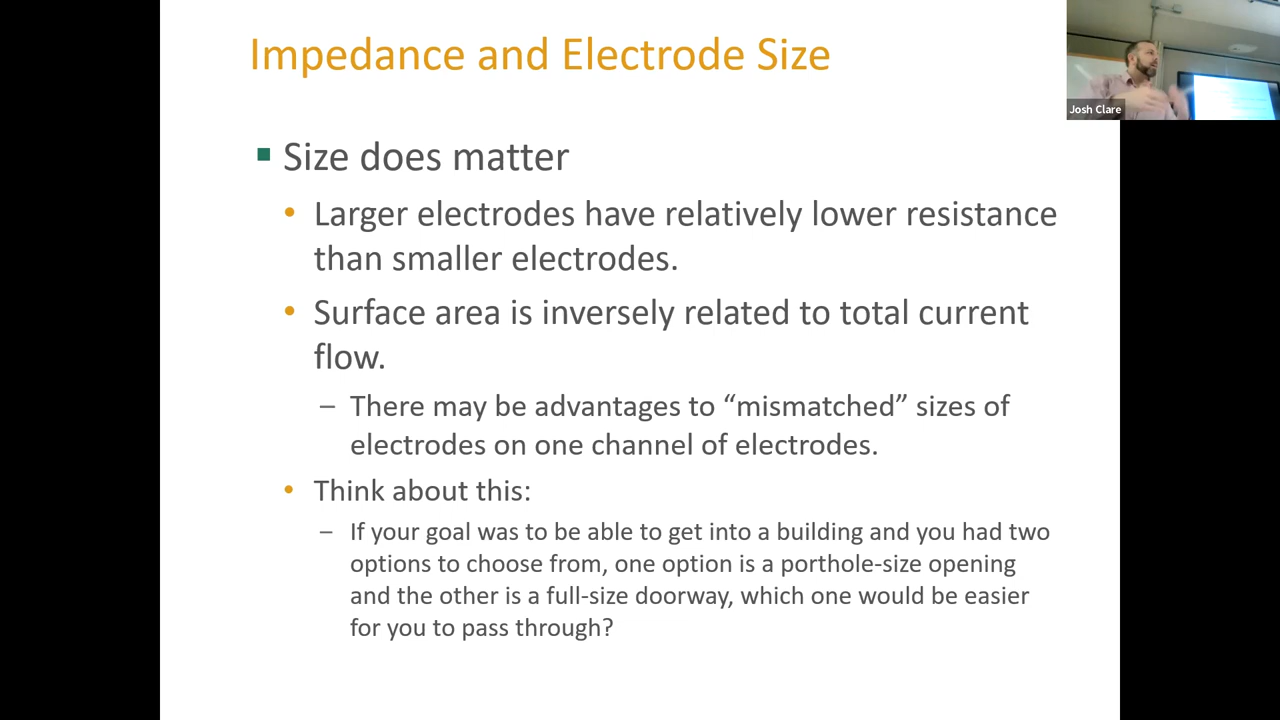 Impedance and Electrode Size
Josh Clare
▪ Size does matter
• Larger electrodes have relatively lower resistance
than smaller electrodes.
• Surface area is inversely related to total current
flow.
– There may be advantages to “mismatched” sizes of
electrodes on one channel of electrodes.
• Think about this:
– If your goal was to be able to get into a building and you had two
options to choose from, one option is a porthole-size opening
and the other is a full-size doorway, which one would be easier
for you to pass through?